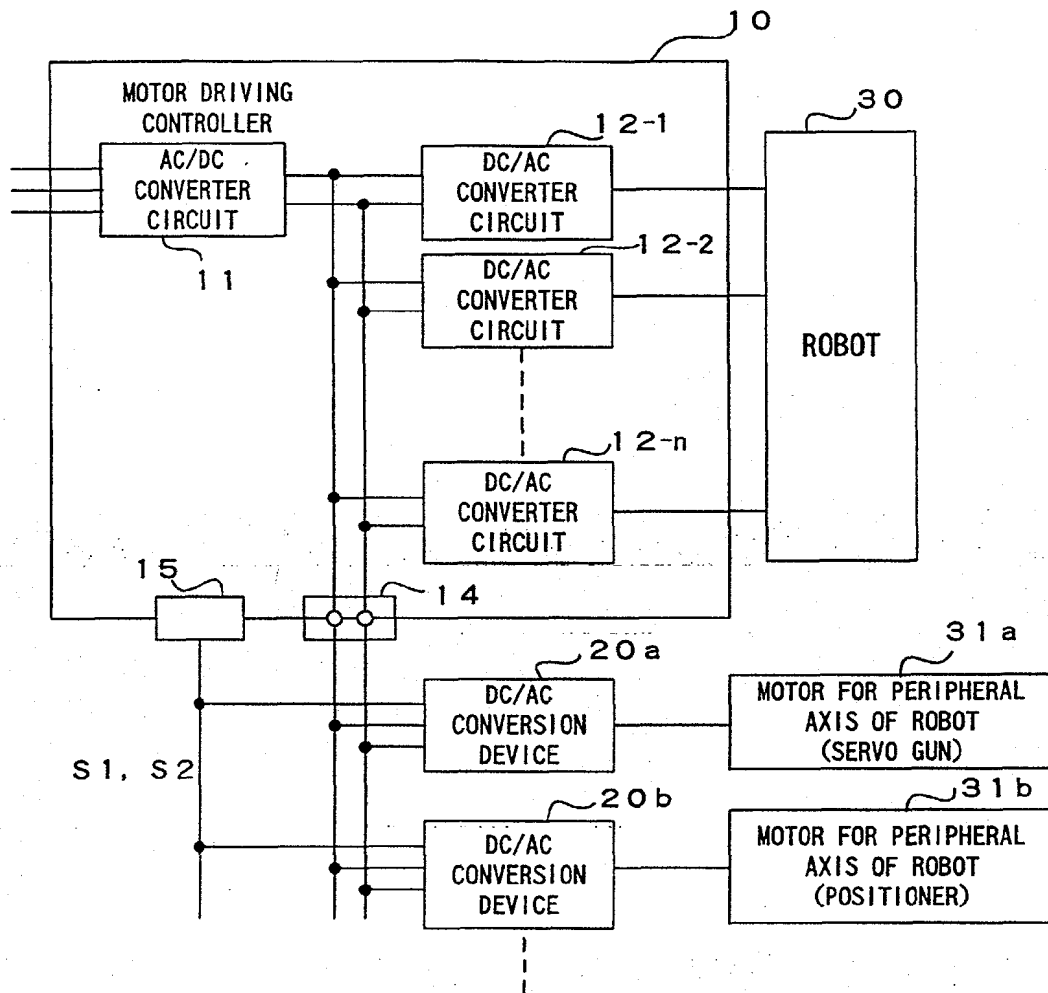 10
MOTOR DRIVING
CONTROLLER
30
12-1
AC/DC
CONVERTER
CIRCUIT
DC/AC
CONVERTER
CIRCUIT
11
12-2
DC/AC
CONVERTER
CIRCUIT
ROBOT
12-n
DC/AC
CONVERTER
CIRCUIT
15
14
20a
31a
DC/AC
CONVERSION
DEVICE
MOTOR FOR PERIPHERAL
AXIS OF ROBOT
(SERVO GUN)
S1, S2
20b
31b
DC/AC
CONVERSION
DEVICE
MOTOR FOR PERIPHERAL
AXIS OF ROBOT
(POSITIONER)